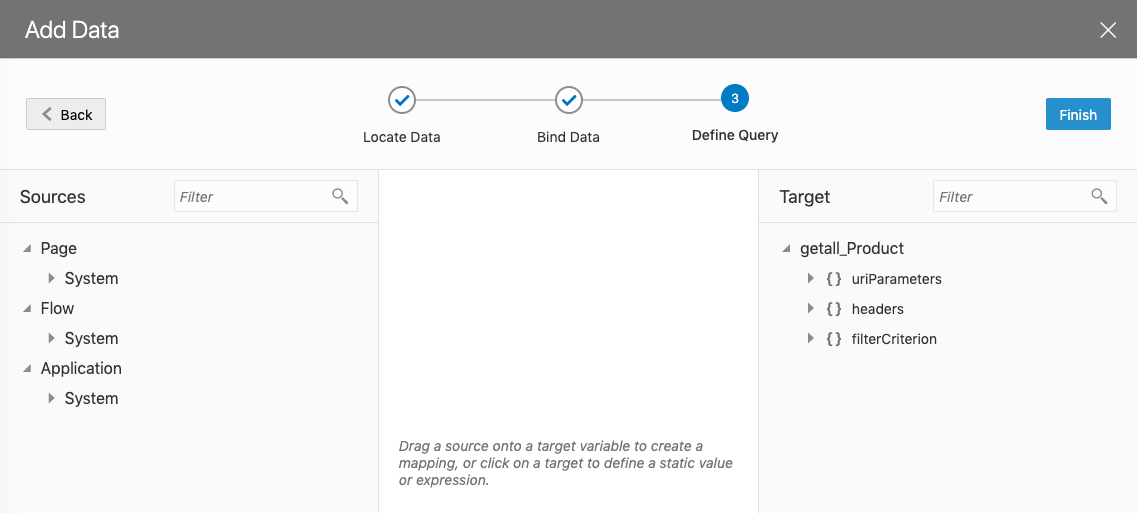 Add Data
Back
3
Locate Data
Bind Data
Define Query
Finish
Sources
Filter
Page
System
Flow
System
Application
System
Drag a source onto a target variable to create a
mapping, or click on a target to define a static value
or expression.
Target
Filter
getall_Product
{} uriParameters
{} headers
{} filterCriterion